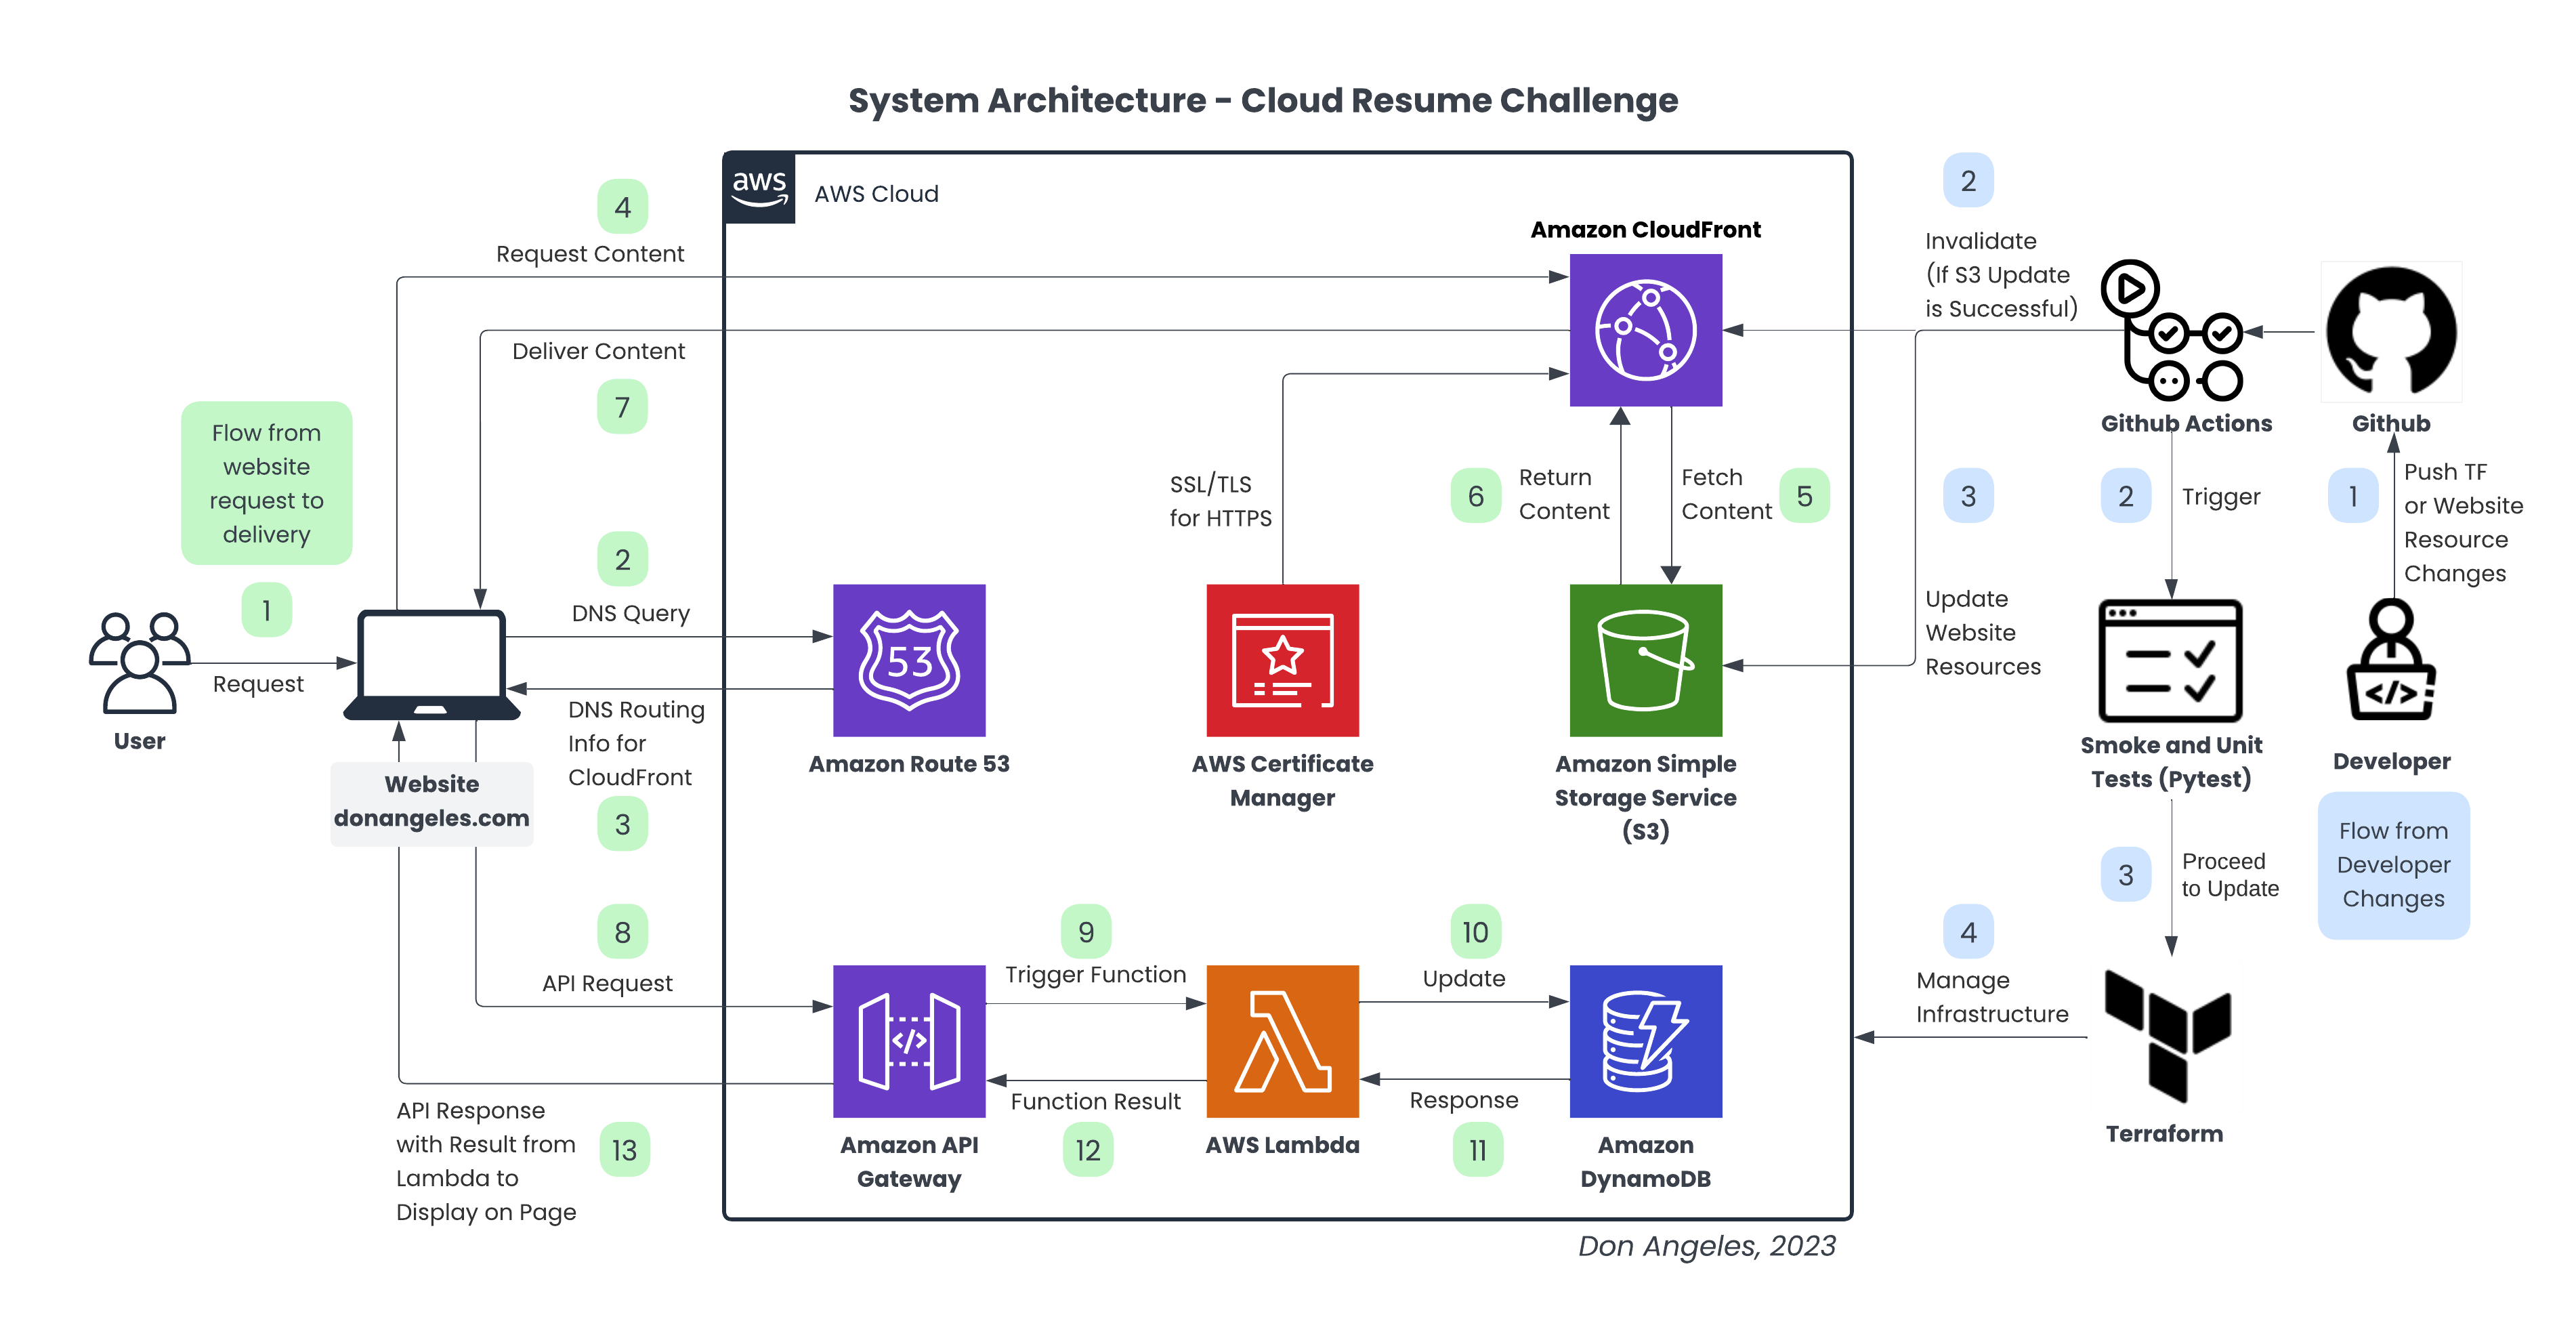 System Architecture - Cloud Resume Challenge
aws
AWS Cloud
4
Request Content
Deliver Content
7
Flow from
website
request to
delivery
1
Request
User
2
DNS Query
DNS Routing
Info for
CloudFront
3
Website
donangeles.com
8
API Request
API Response
with Result from
Lambda to
Display on Page
13
Amazon CloudFront
SSL/TLS
for HTTPS
6
Return
Content
Fetch
Content
5
53
Amazon Route 53
AWS Certificate
Manager
Amazon Simple
Storage Service
(S3)
9
Trigger Function
10
Update
</>
Function Result
12
Response
11
Amazon API
Gateway
AWS Lambda
Amazon
DynamoDB
2
Invalidate
(If S3 Update
is Successful)
3
Update
Website
Resources
Github Actions
Github
2
Trigger
1
Push TF
or Website
Resource
Changes
Smoke and Unit
Tests (Pytest)
</>
Developer
Flow from
Developer
Changes
3
Proceed
to Update
4
Manage
Infrastructure
Terraform
Don Angeles, 2023